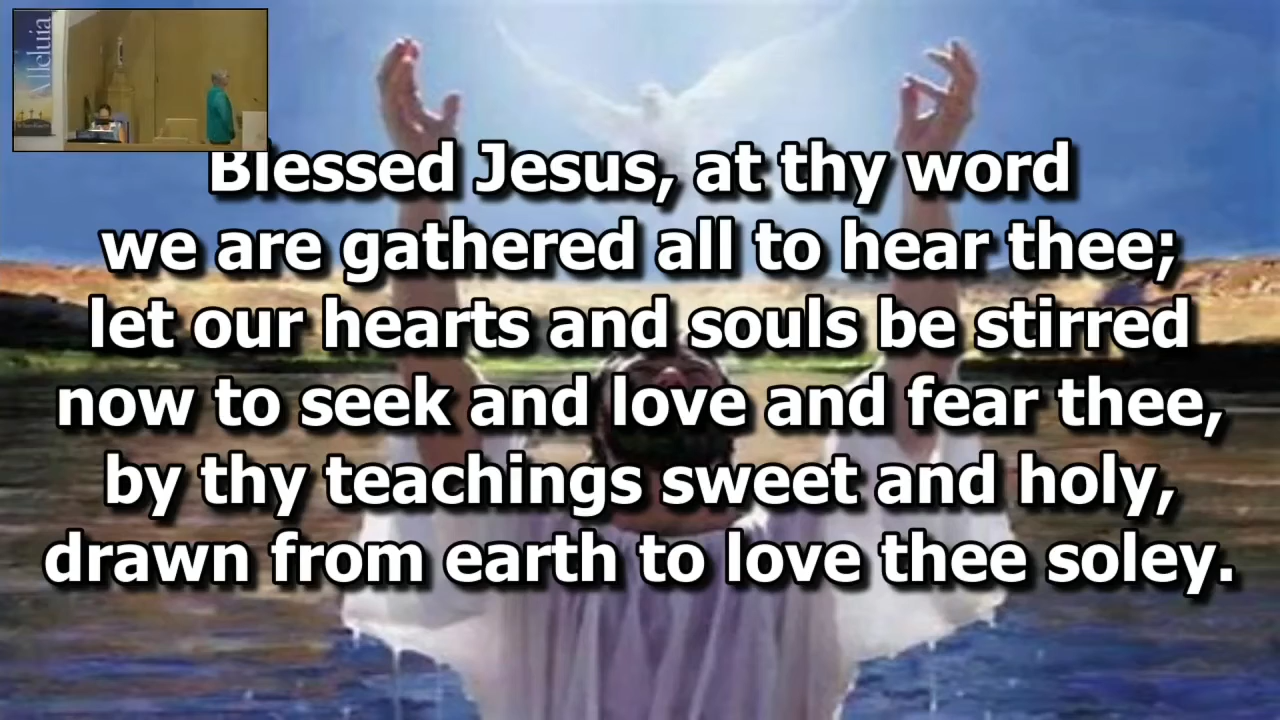 Alleluia
Blessed Jesus, at thy word
we are gathered all to hear thee;
let our hearts and souls be stirred
now to seek and love and fear thee,
by thy teachings sweet and holy,
drawn from earth to love thee soley.